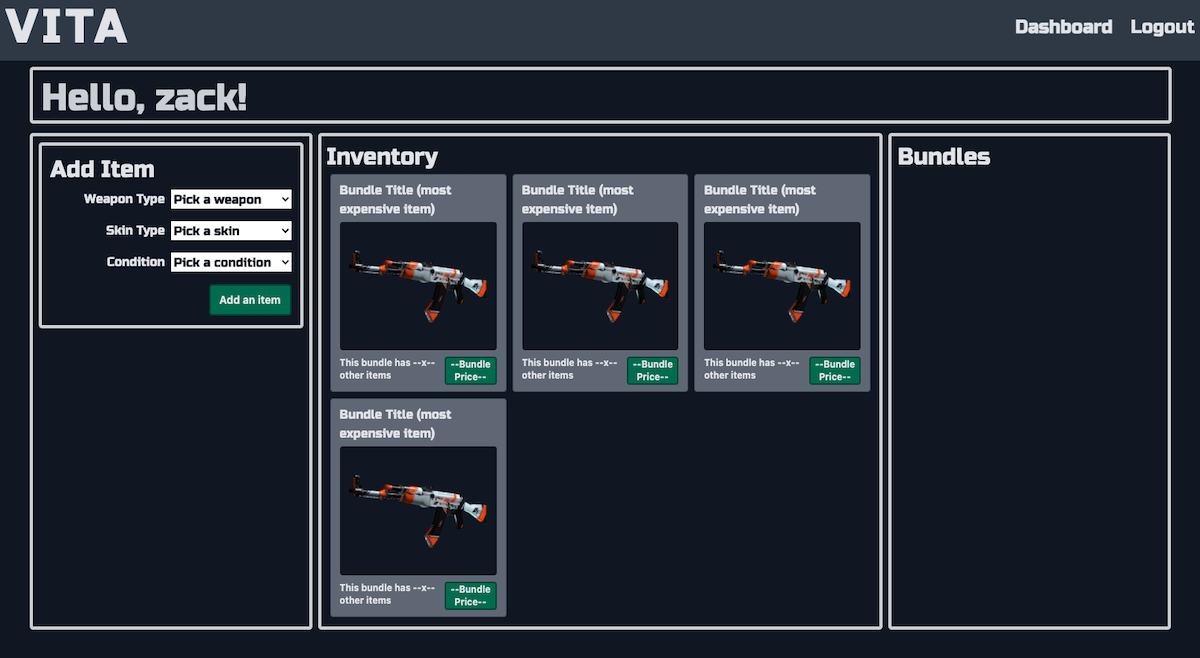 VITA
Dashboard Logout
Hello, zack!
Add Item
Weapon Type Pick a weapon
Skin Type Pick a skin
Condition Pick a condition
Add an item
Inventory
Bundle Title (most
expensive item)
This bundle has --x--
other items
--Bundle
Price--
Bundle Title (most
expensive item)
This bundle has --x--
other items
--Bundle
Price--
Bundle Title (most
expensive item)
This bundle has --x--
other items
--Bundle
Price--
Bundle Title (most
expensive item)
This bundle has --x--
other items
--Bundle
Price--
Bundles